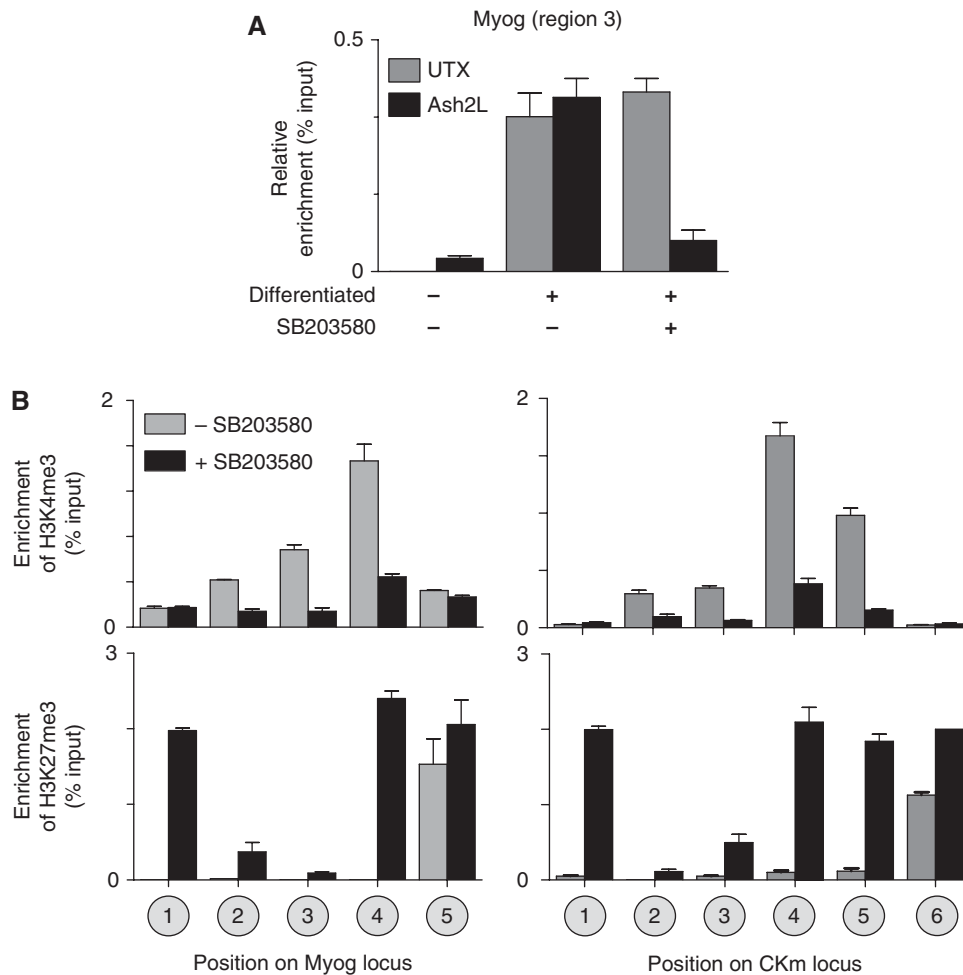 A
Myog (region 3)
0.5
UTX
Ash2L
Relative
enrichment (% input)
0
Differentiated – + +
SB203580 – – +
B
2
– SB203580
+ SB203580
Enrichment
of H3K4me3
(% input)
0
2
0
3
Enrichment
of H3K27me3
(% input)
0
3
0
1 2 3 4 5
1 2 3 4 5 6
Position on Myog locus
Position on CKm locus